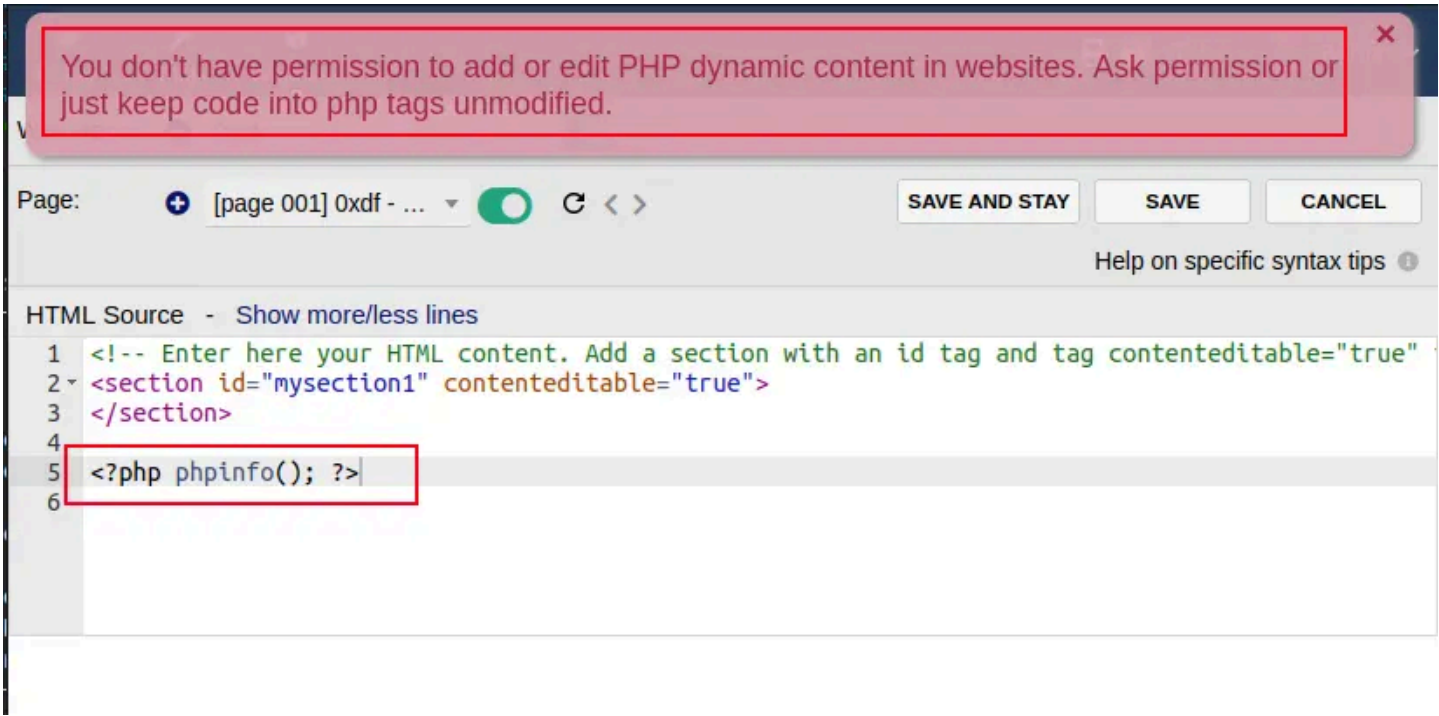 You don't have permission to add or edit PHP dynamic content in websites. Ask permission or
just keep code into php tags unmodified.
×
Page:
[page 001] 0xdf - ...
SAVE AND STAY
SAVE
CANCEL
Help on specific syntax tips
HTML Source - Show more/less lines
1 <!-- Enter here your HTML content. Add a section with an id tag and tag contenteditable="true"
2 <section id="mysection1" contenteditable="true">
3 </section>
4
5 <?php phpinfo(); ?>
6